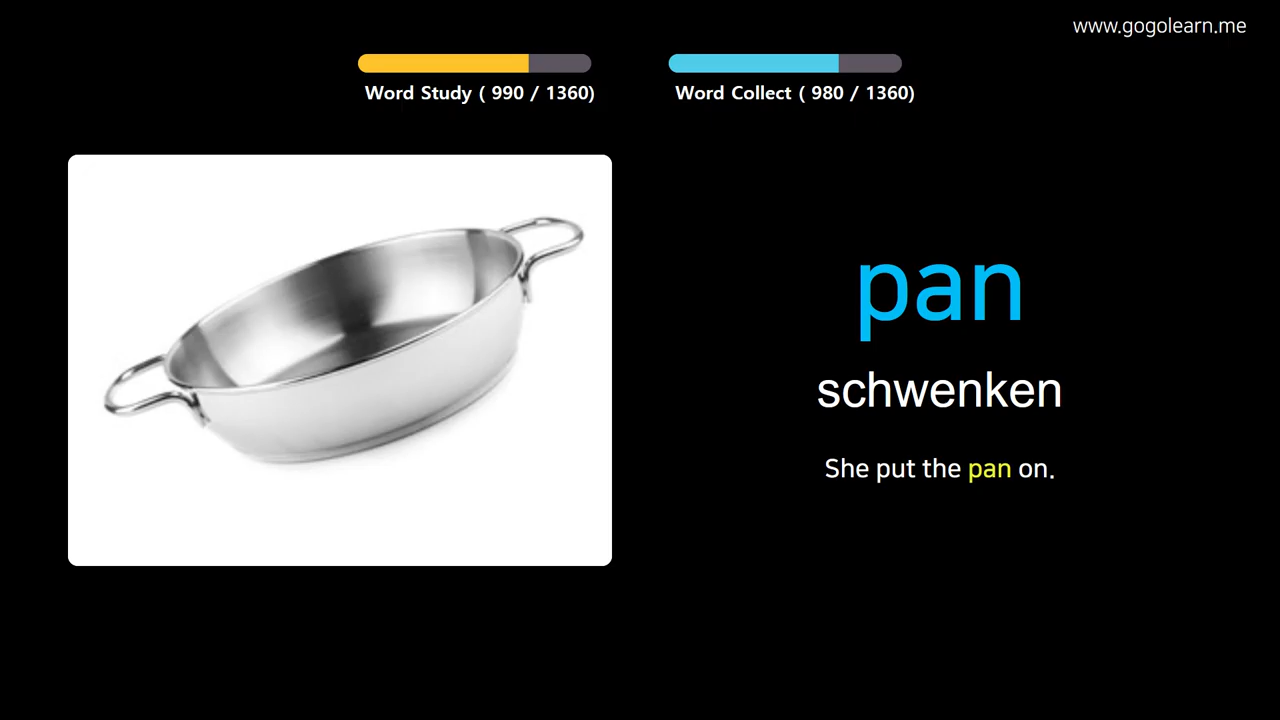 www.gogolearn.me
Word Study ( 990 / 1360)
Word Collect ( 980 / 1360)
pan
schwenken
She put the pan on.